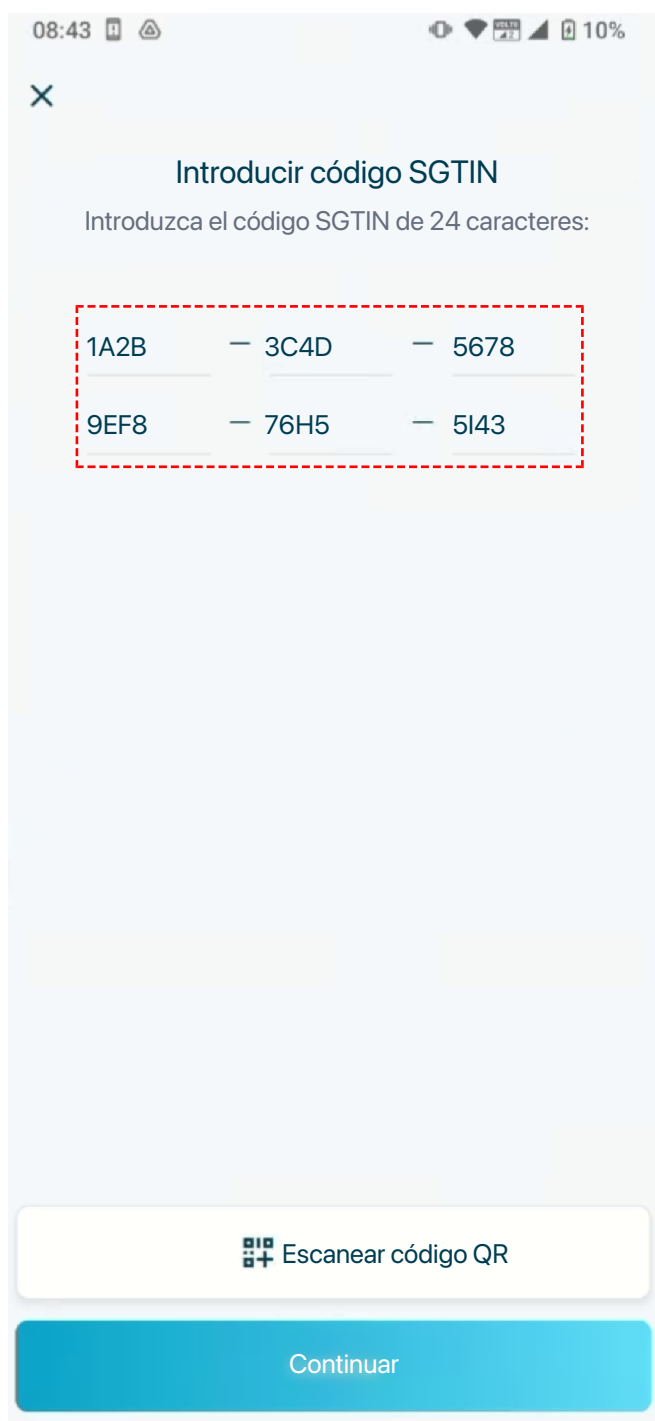 08:43 10%
Introducir código SGTIN
Introduzca el código SGTIN de 24 caracteres:
1A2B — 3C4D — 5678
9EF8 — 76H5 — 5I43
Escanear código QR
Continuar